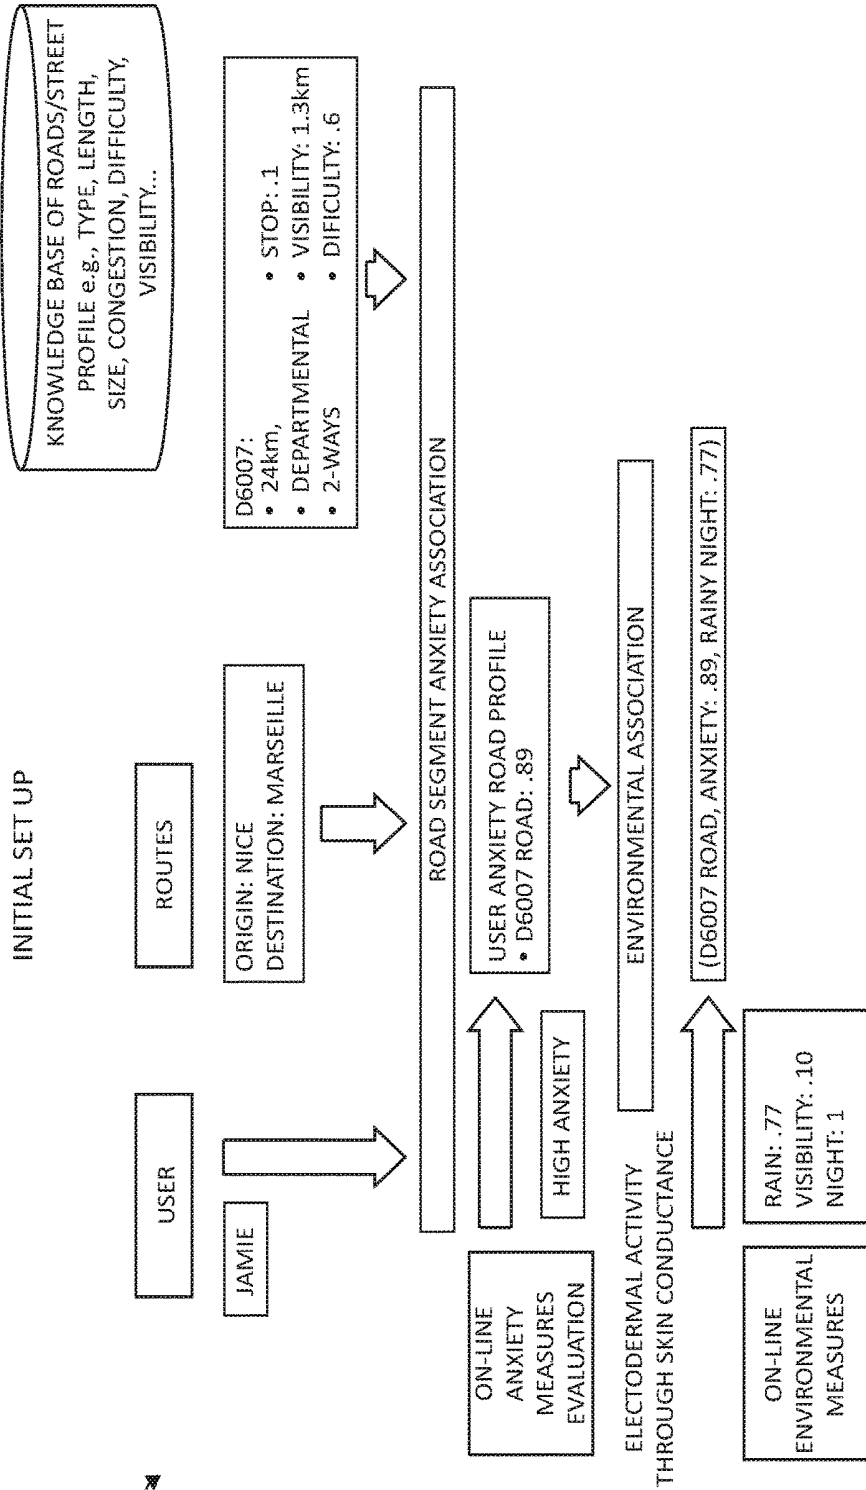 INITIAL SET UP
USER
ROUTES
KNOWLEDGE BASE OF ROADS/STREET
PROFILE e.g., TYPE, LENGTH,
SIZE, CONGESTION, DIFFICULTY,
VISIBILITY...
JAMIE
ORIGIN: NICE
DESTINATION: MARSEILLE
D6007:
• 24km,
• DEPARTMENTAL
• 2-WAYS
• STOP: .1
• VISIBILITY: 1.3km
• DIFICULTY: .6
ROAD SEGMENT ANXIETY ASSOCIATION
ON-LINE
ANXIETY
MEASURES
EVALUATION
HIGH ANXIETY
USER ANXIETY ROAD PROFILE
• D6007 ROAD: .89
ELECTODERMAL ACTIVITY
THROUGH SKIN CONDUCTANCE
ENVIRONMENTAL ASSOCIATION
ON-LINE
ENVIRONMENTAL
MEASURES
RAIN: .77
VISIBILITY: .10
NIGHT: 1
(D6007 ROAD, ANXIETY: .89, RAINY NIGHT: .77)